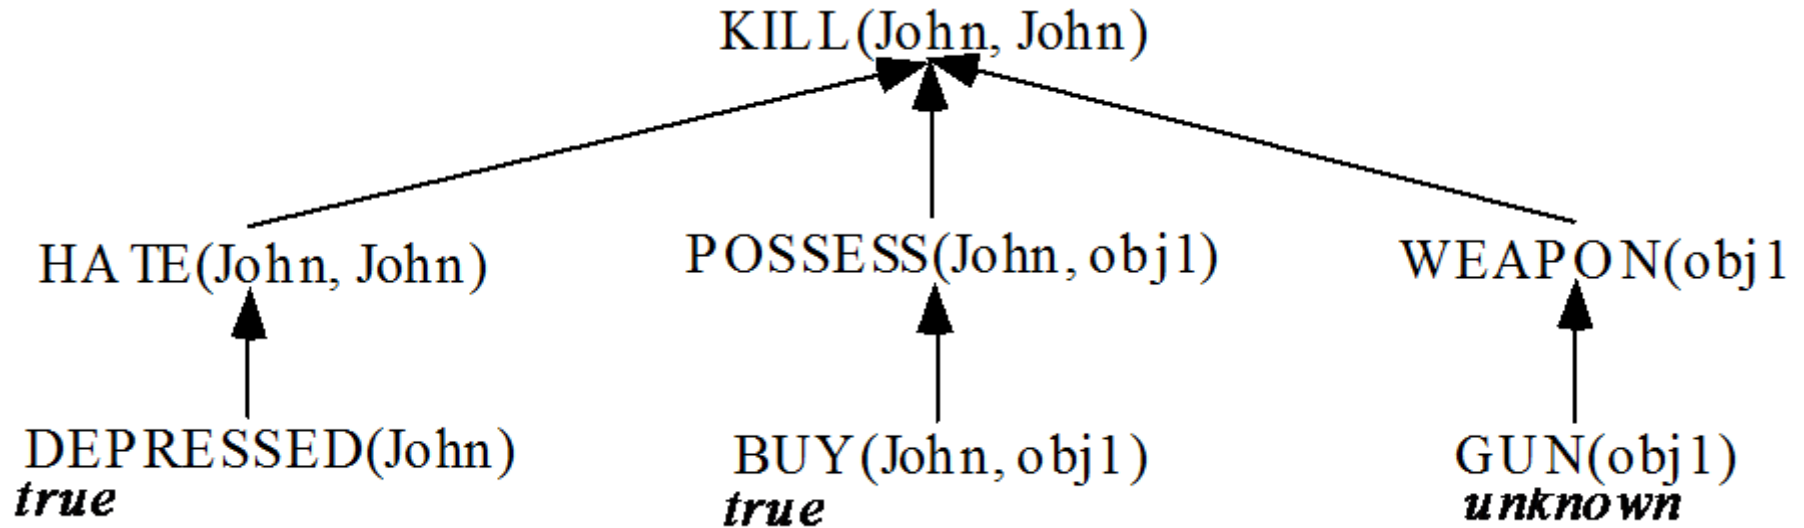 KILL(John, John)
HATE(John, John) POSSESS(John, obj1) WEAPON(obj1
DEPRESSED(John) BUY(John, obj1) GUN(obj1)
true true unknown